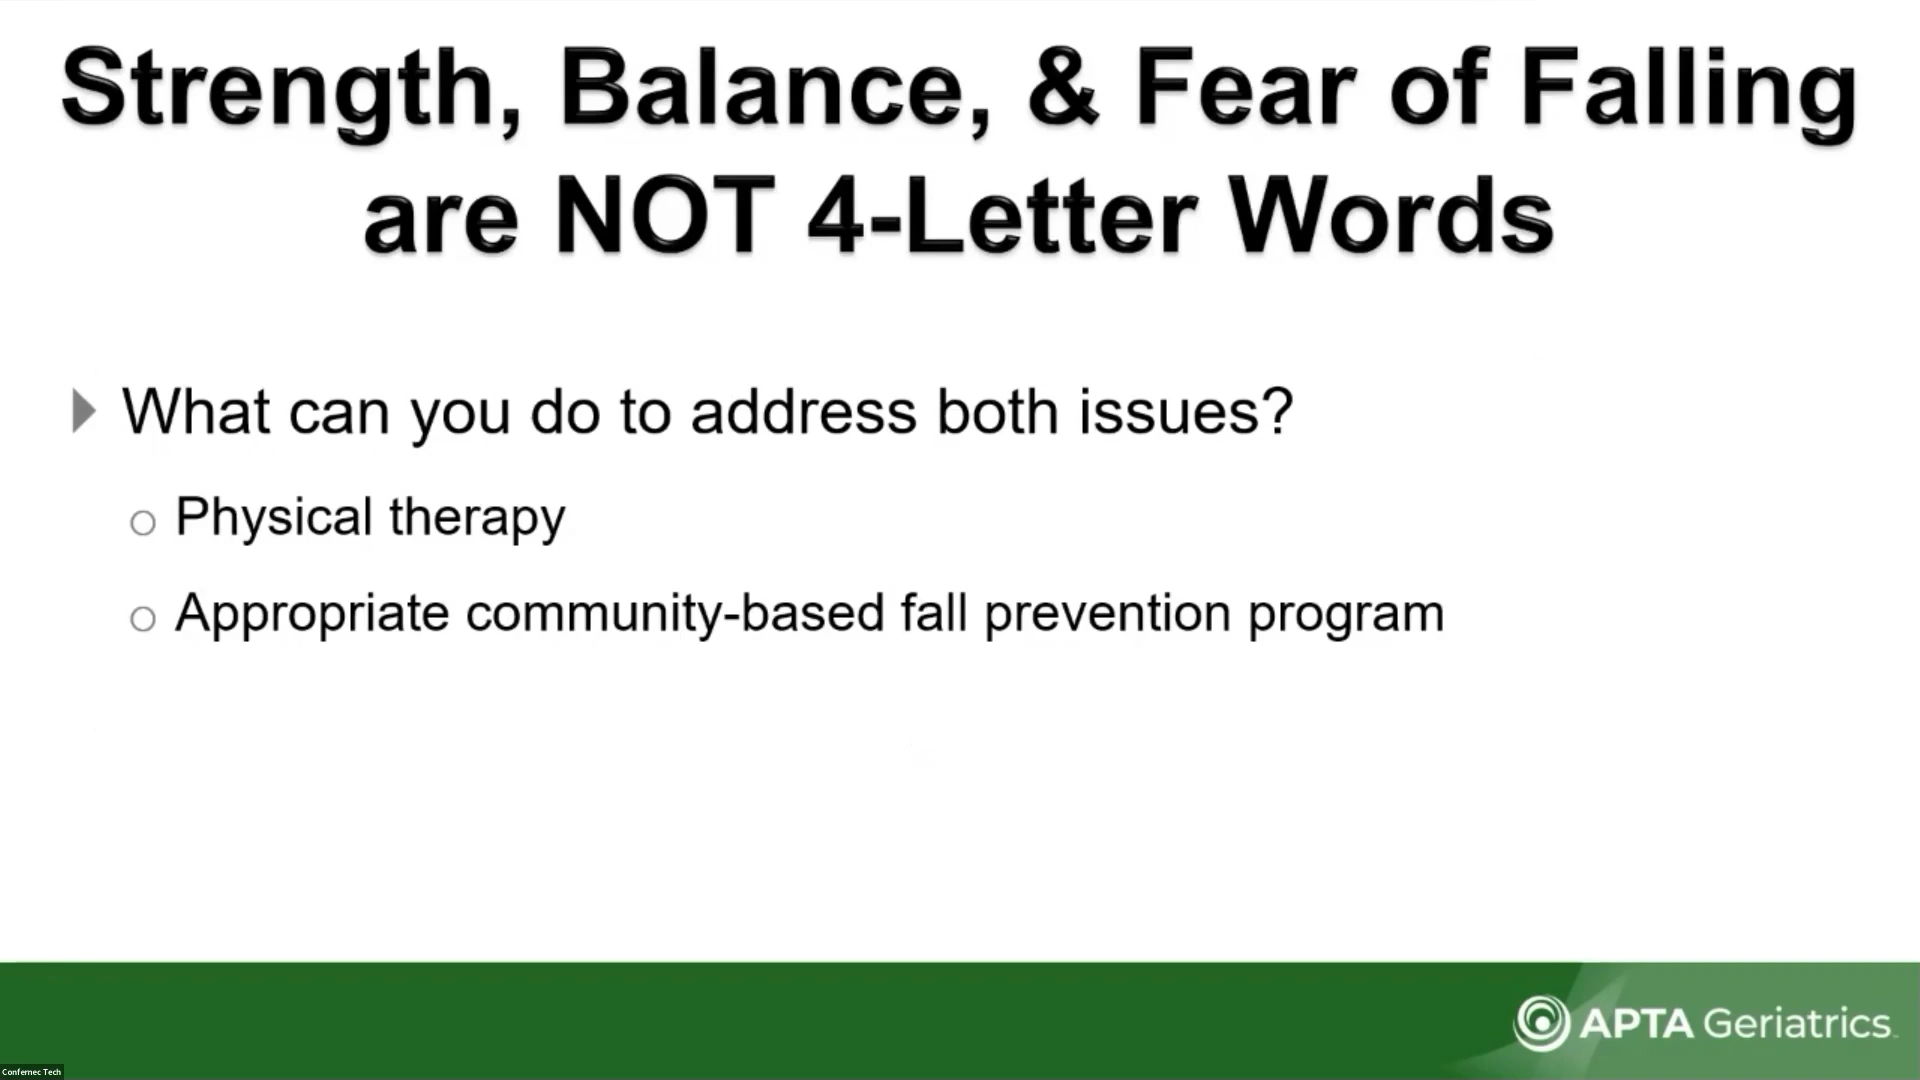 Strength, Balance, & Fear of Falling
are NOT 4-Letter Words
What can you do to address both issues?
Physical therapy
Appropriate community-based fall prevention program
APTA Geriatrics
Confernec Tech